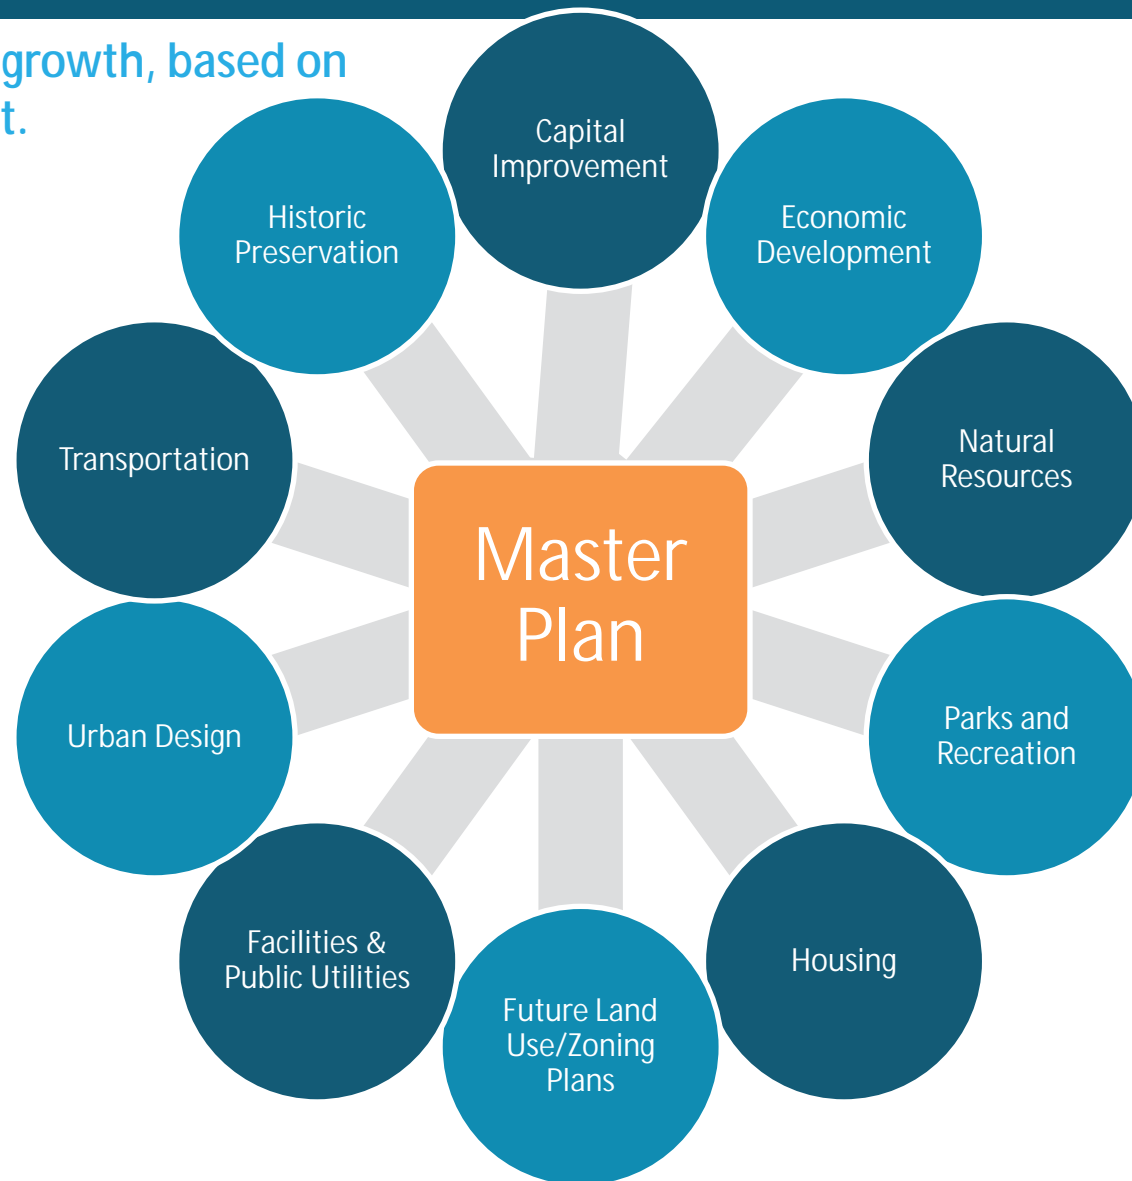 growth, based on
t.
Capital
Improvement
Economic
Development
Natural
Resources
Parks and
Recreation
Housing
Future Land
Use/Zoning
Plans
Facilities &
Public Utilities
Urban Design
Transportation
Historic
Preservation
Master
Plan